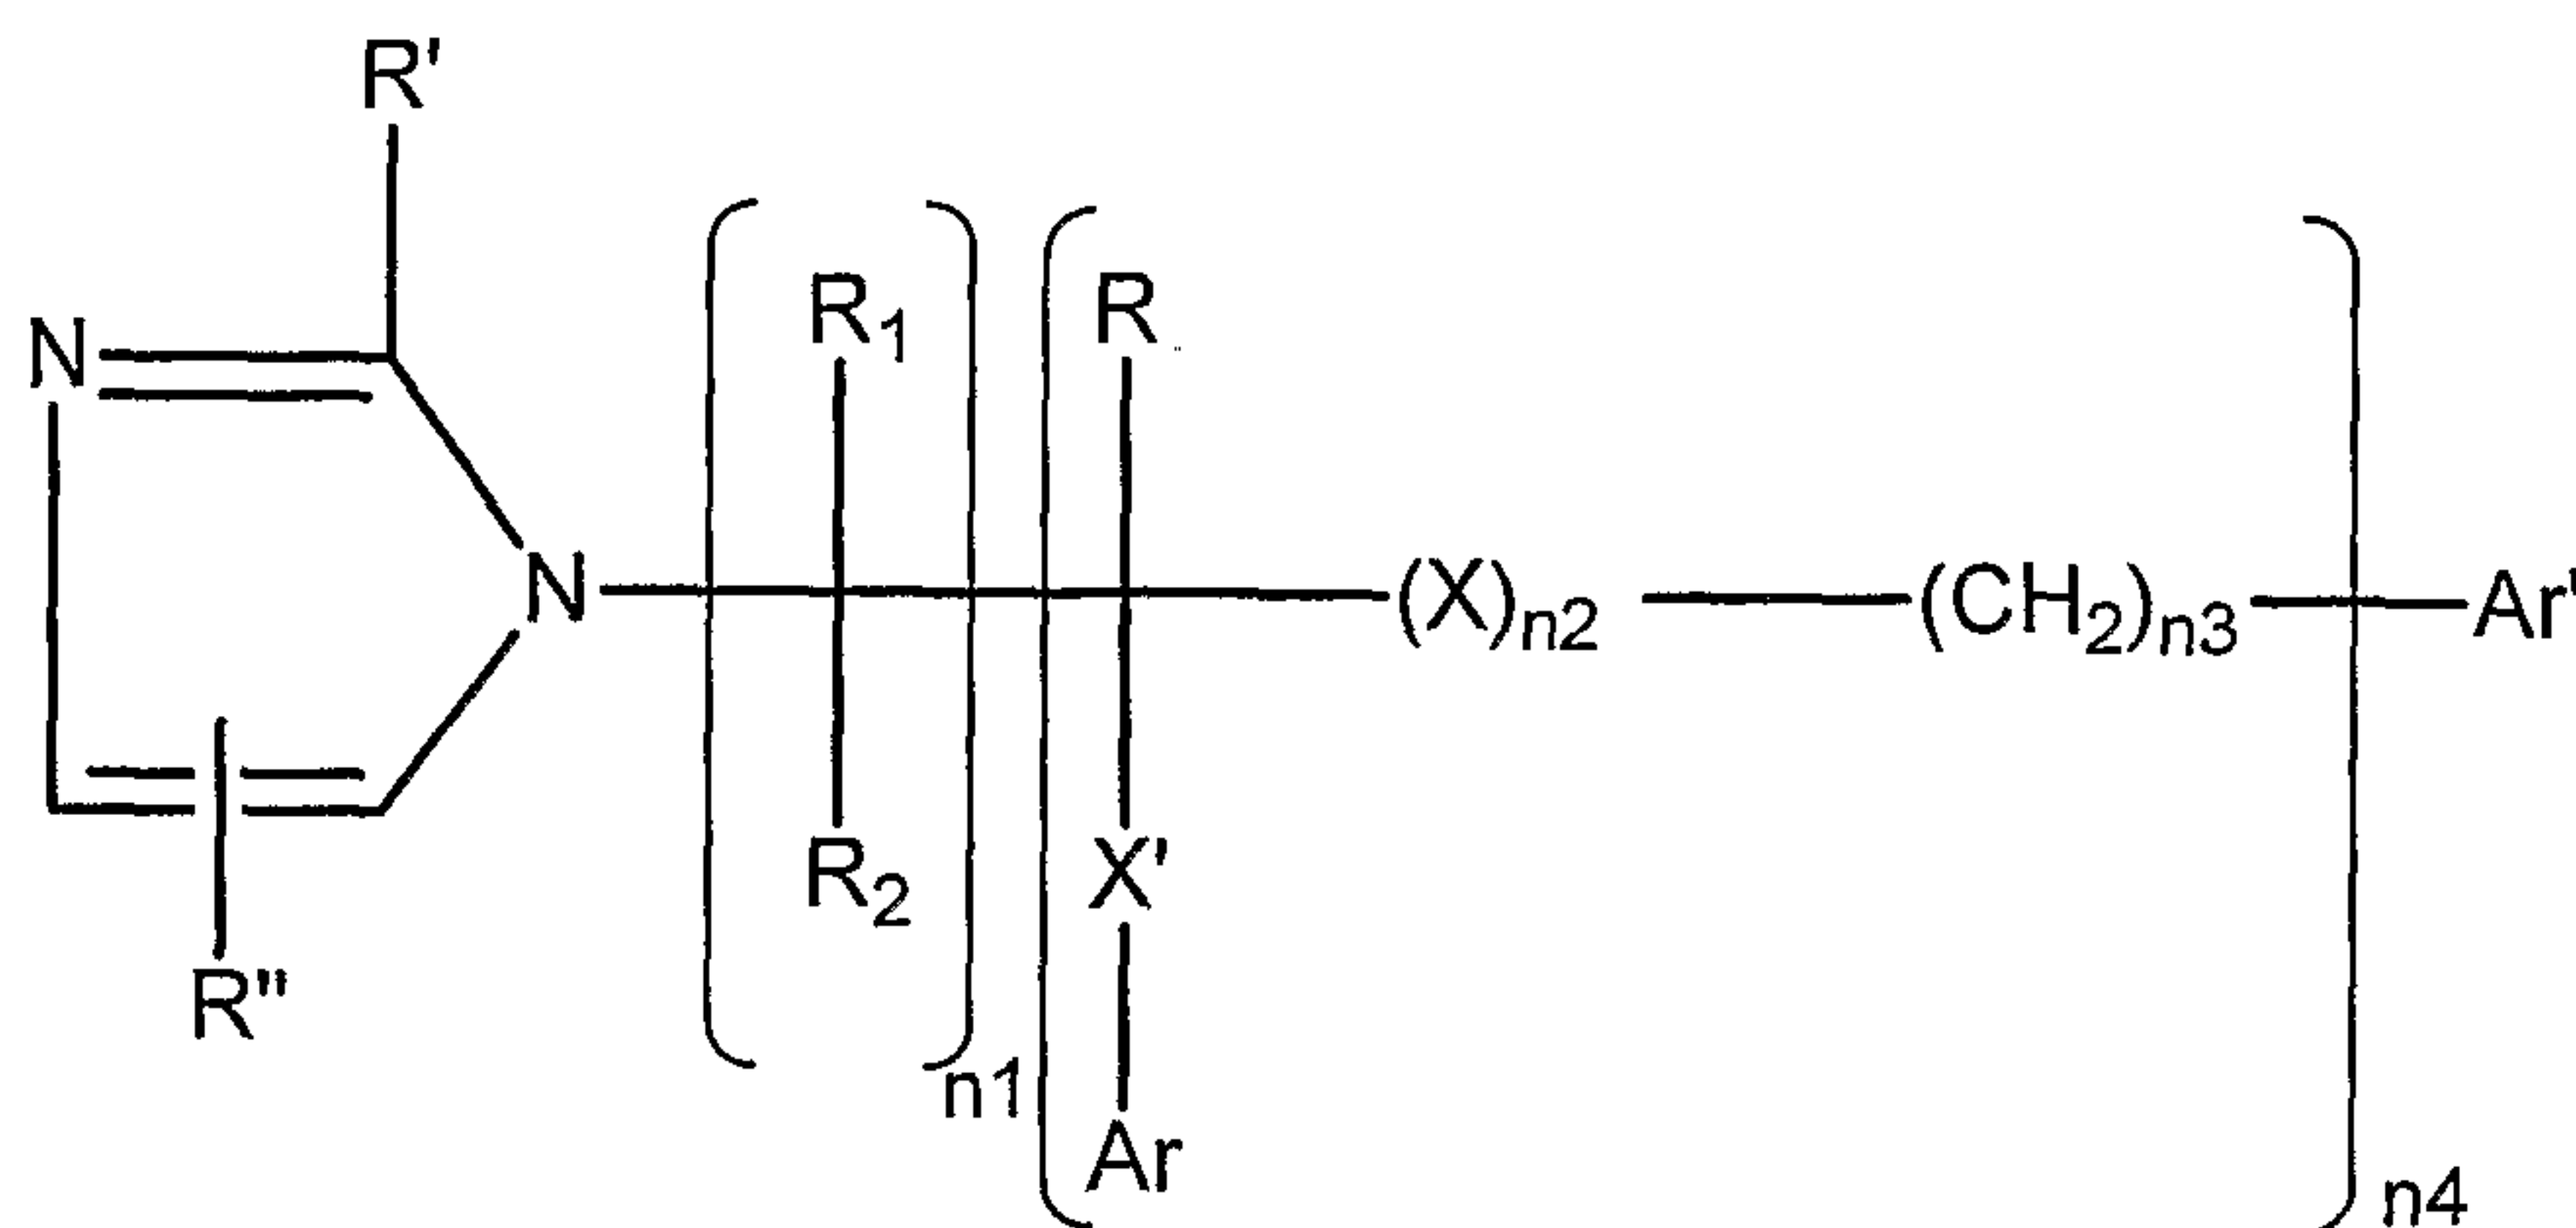 R'
R1 R
N
N (X)n2 (CH2)n3 Ar'
R2 X'
R"
n1
Ar
n4